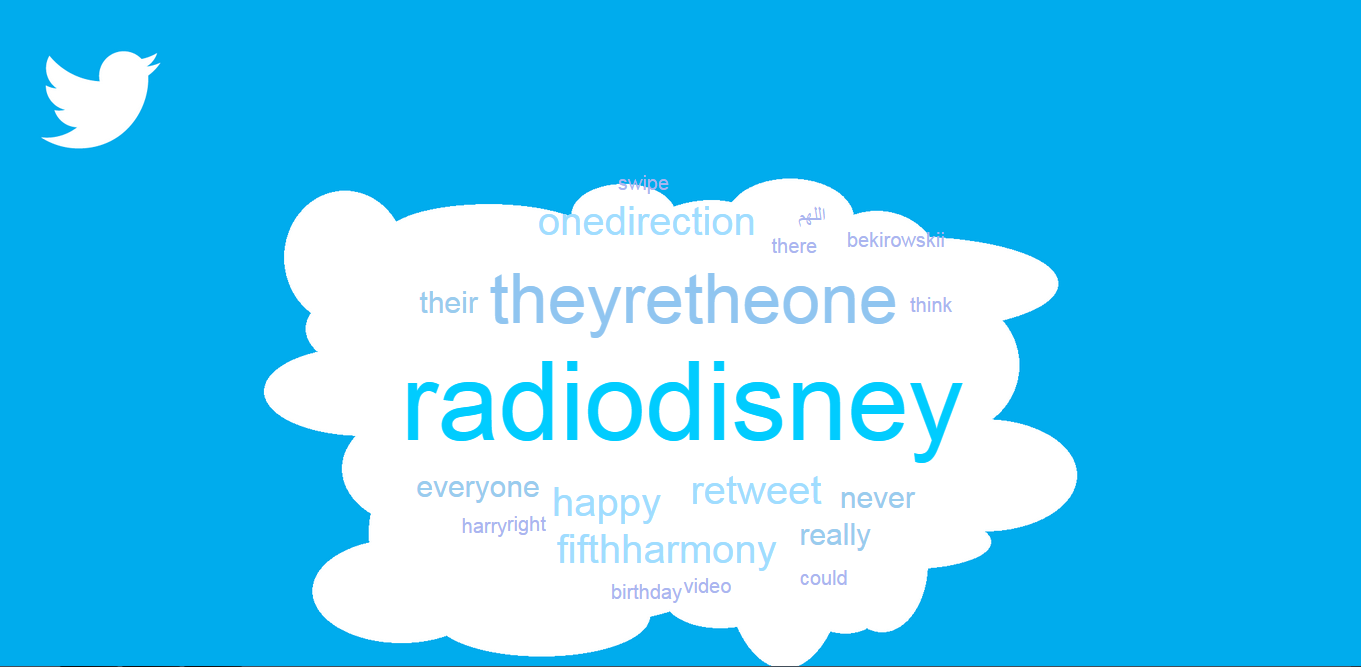 swipe
onedirection
اللهم
there
bekirowskii
their
theyretheone
think
radiodisney
everyone
happy
retweet
never
harry
right
fifthharmony
really
birthday
video
could